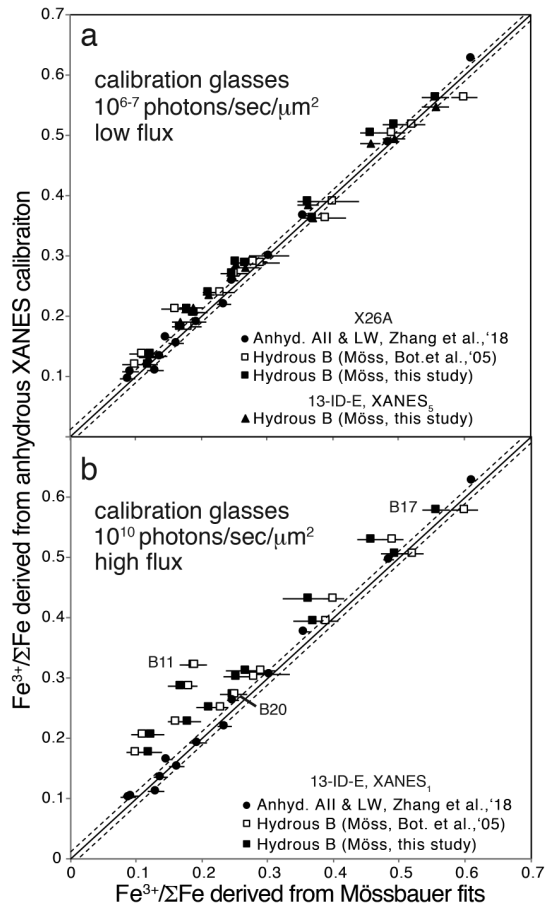 Fe3+/ΣFe derived from anhydrous XANES calibraiton
0.7
a
calibration glasses
10^6-7 photons/sec/μm²
low flux
0.6
0.5
0.4
0.3
0.2
0.1
X26A
Anhyd. AII & LW, Zhang et al.,‘18
Hydrous B (Möss, Bot.et al.,‘05)
Hydrous B (Möss, this study)
13-ID-E, XANES₅
Hydrous B (Möss, this study)
b
calibration glasses
10¹⁰ photons/sec/μm²
high flux
0.6
0.5
0.4
0.3
0.2
0.1
0
B17
B11
B20
13-ID-E, XANES₁
Anhyd. AII & LW, Zhang et al.,‘18
Hydrous B (Möss, Bot. et al.,‘05)
Hydrous B (Möss, this study)
0 0.1 0.2 0.3 0.4 0.5 0.6 0.7
Fe3+/ΣFe derived from Mössbauer fits